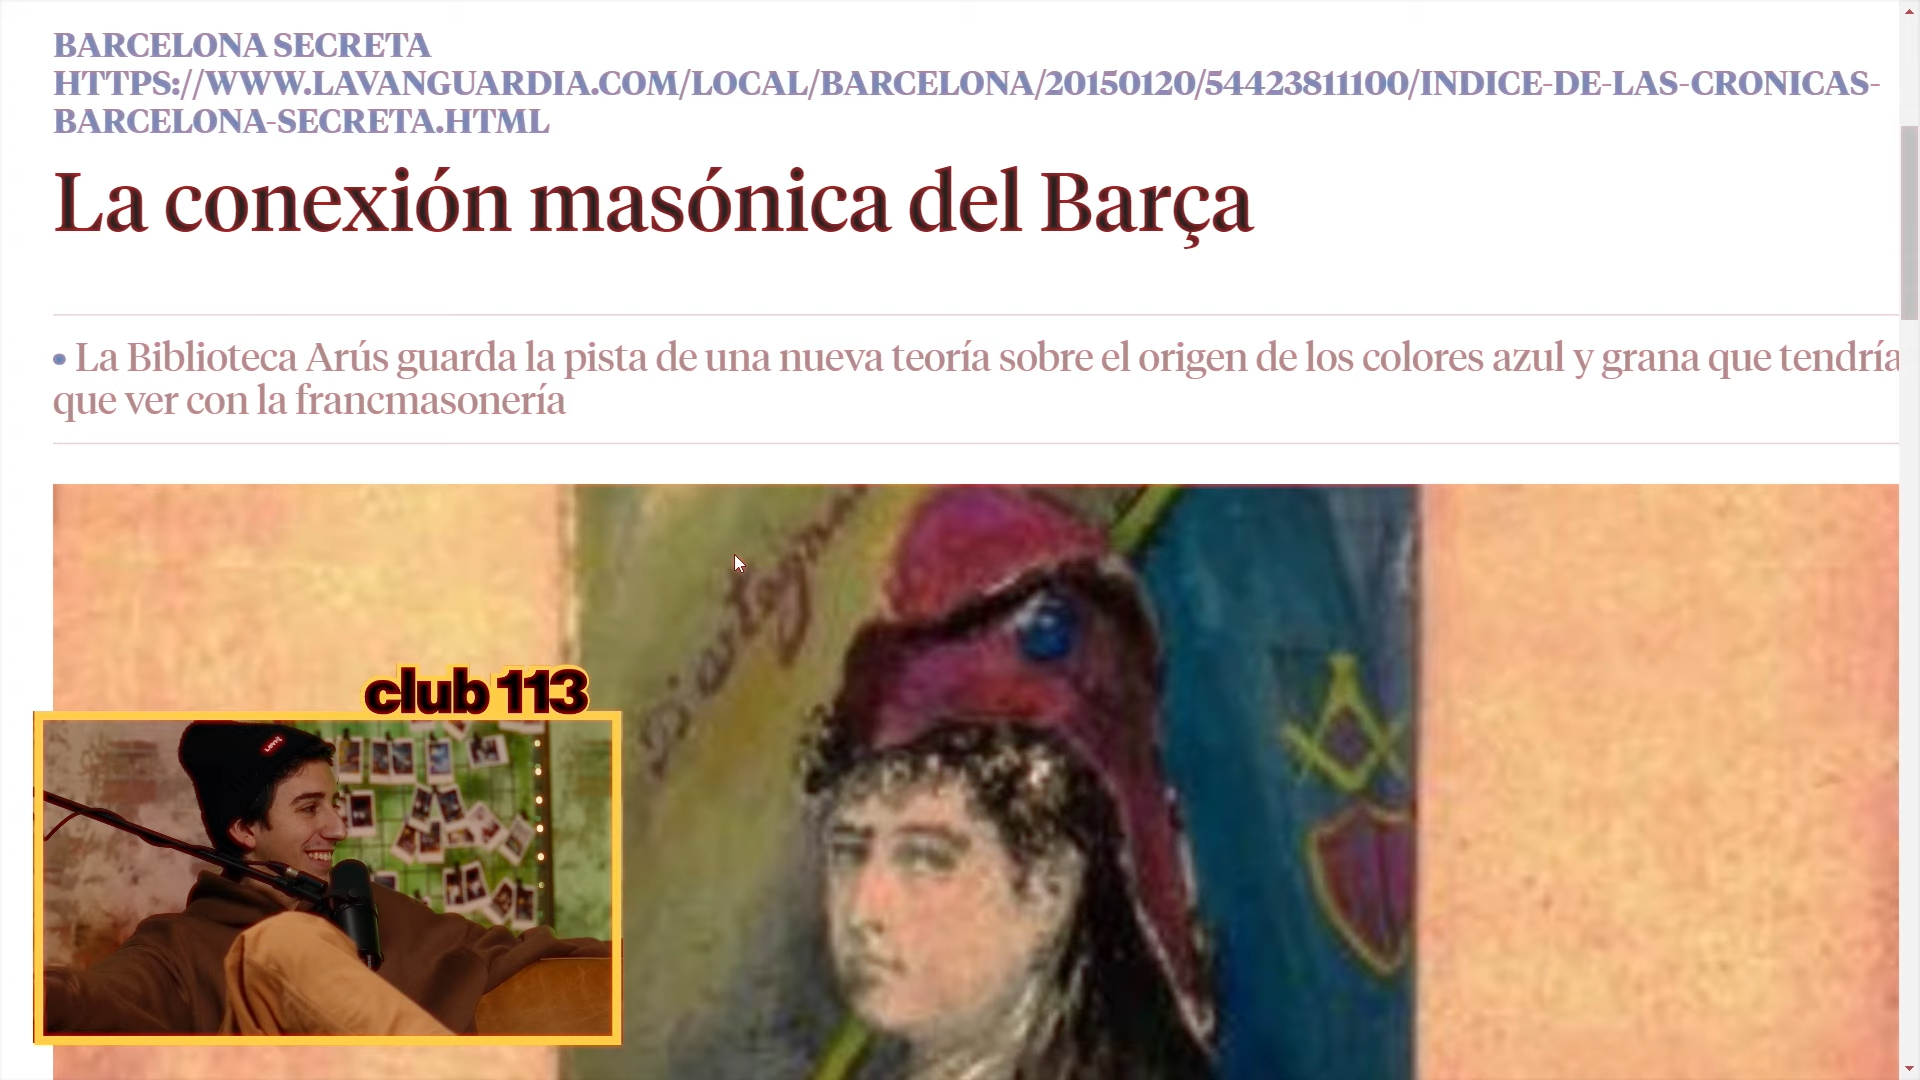 BARCELONA SECRETA
HTTPS://WWW.LAVANGUARDIA.COM/LOCAL/BARCELONA/20150120/54423811100/INDICE-DE-LAS-CRONICAS-
BARCELONA-SECRETA.HTML
La conexión masónica del Barça
• La Biblioteca Arús guarda la pista de una nueva teoría sobre el origen de los colores azul y grana que tendría
que ver con la francmasonería
club 113
Levi's